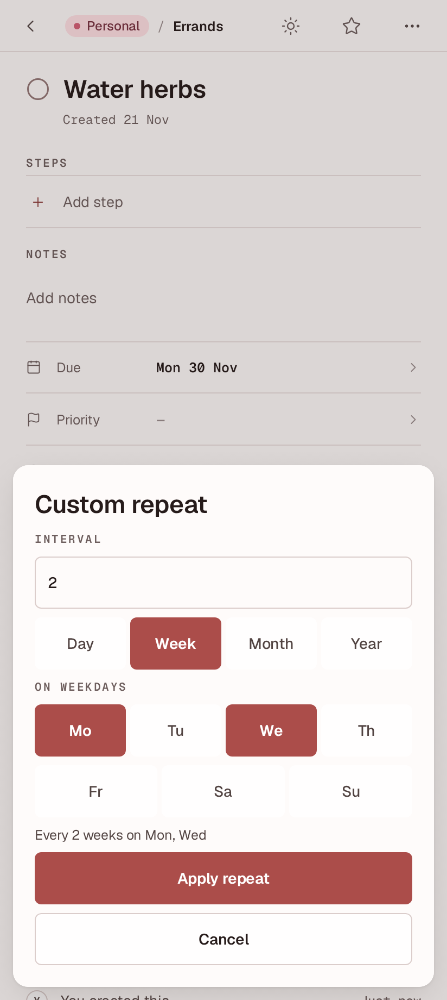 Personal / Errands
Water herbs
Created 21 Nov
STEPS
+ Add step
NOTES
Add notes
Due Mon 30 Nov
Priority —
Custom repeat
INTERVAL
2
Day Week Month Year
ON WEEKDAYS
Mo Tu We Th
Fr Sa Su
Every 2 weeks on Mon, Wed
Apply repeat
Cancel
You created this
Just now